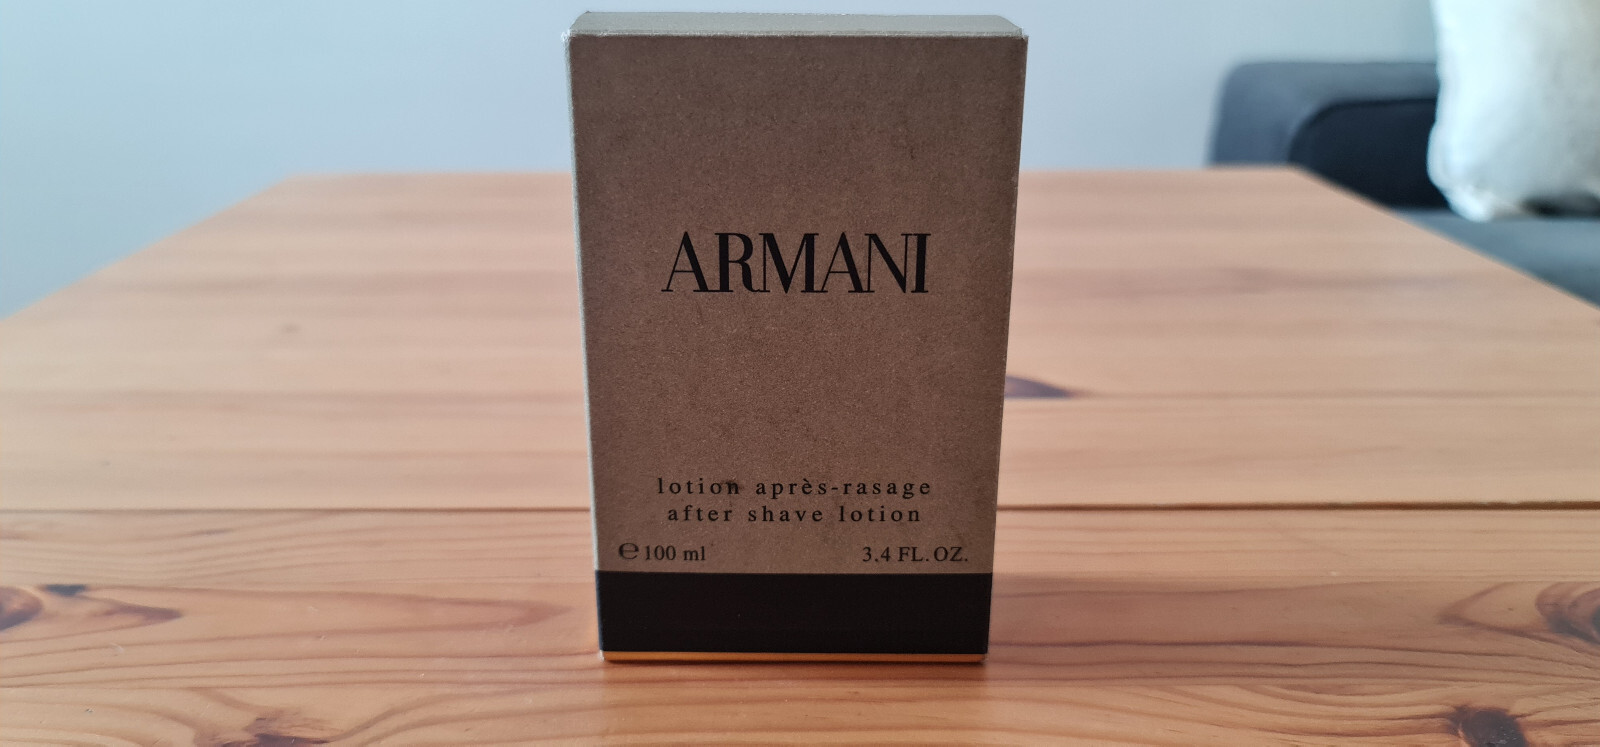 ARMANI
lotion après-rasage
after shave lotion
℮ 100 ml 3.4 FL. OZ.